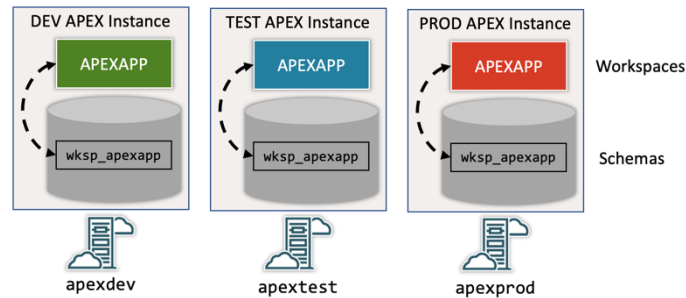 DEV APEX Instance
TEST APEX Instance
PROD APEX Instance
APEXAPP
APEXAPP
APEXAPP
Workspaces
wksp_apexapp
wksp_apexapp
wksp_apexapp
Schemas
apexdev
apextest
apexprod